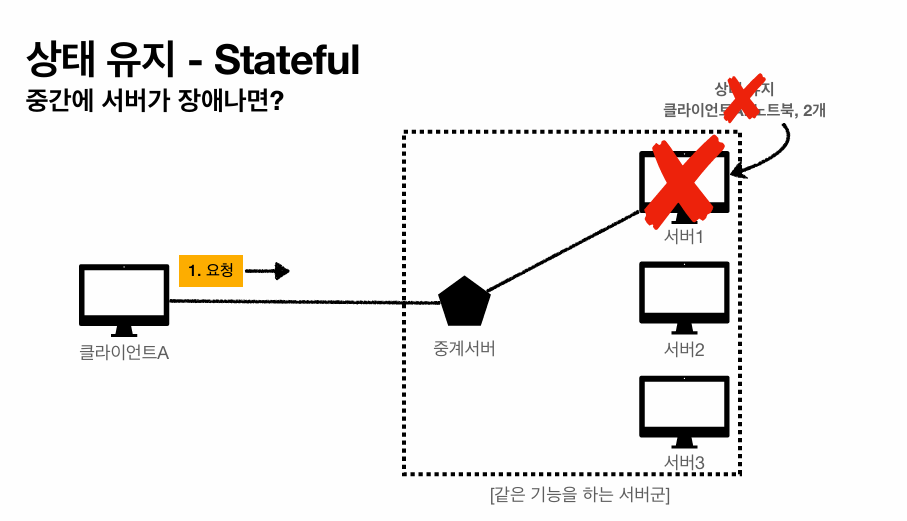 상태 유지 - Stateful
중간에 서버가 장애나면?
상 유지
클라이언트 노트북, 2개
서버1
1. 요청
클라이언트A
중계서버
서버2
서버3
[같은 기능을 하는 서버군]